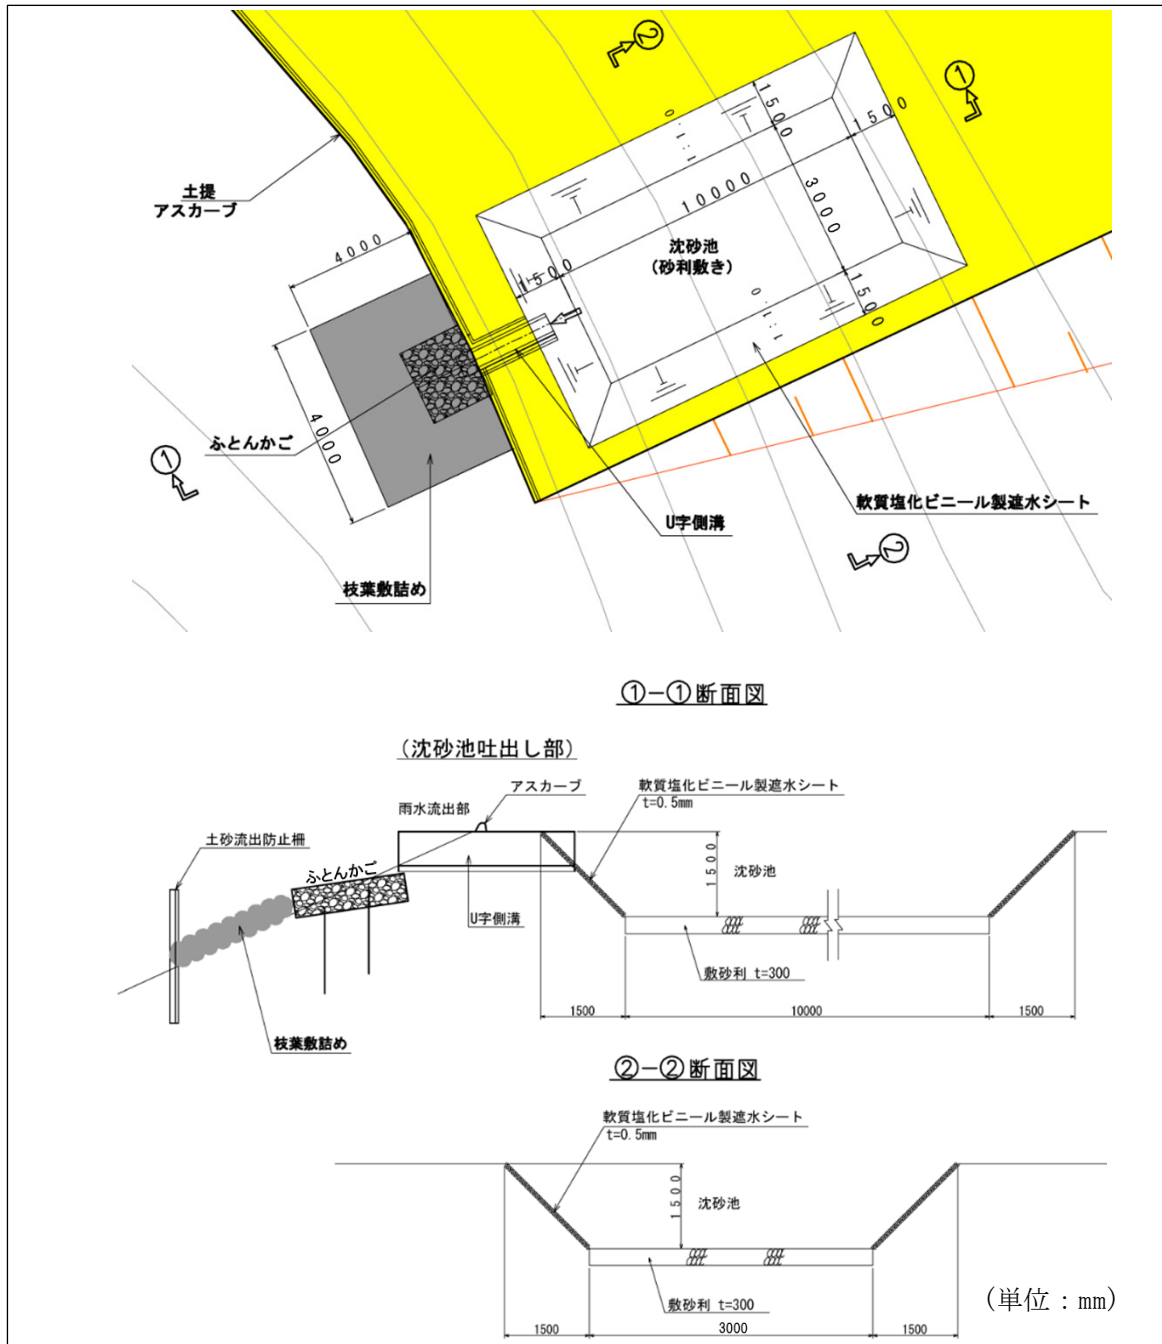 ②
①
1500
1500
土提
アスカーブ
10000
3000
4000
沈砂池
(砂利敷き)
1500
1500
4000
ふとんかご
①
U字側溝
軟質塩化ビニール製遮水シート
②
枝葉敷詰め
①-①断面図
(沈砂池吐出し部)
アスカーブ
軟質塩化ビニール製遮水シート
t=0.5mm
雨水流出部
土砂流出防止柵
1500
沈砂池
ふとんかご
U字側溝
敷砂利 t=300
1500
10000
1500
枝葉敷詰め
②-②断面図
軟質塩化ビニール製遮水シート
t=0.5mm
1500
沈砂池
敷砂利 t=300
(単位:mm)
1500
3000
1500